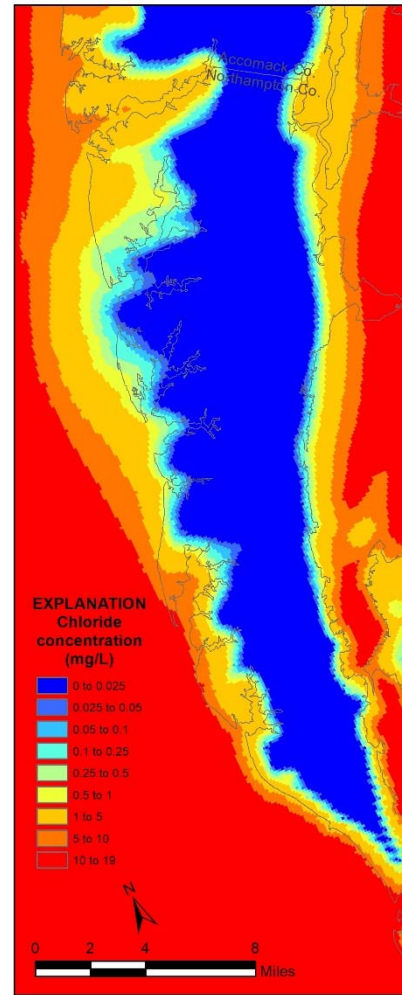 Accomack Co.
Northampton Co.
EXPLANATION
Chloride
concentration
(mg/L)
0 to 0.025
0.025 to 0.05
0.05 to 0.1
0.1 to 0.25
0.25 to 0.5
0.5 to 1
1 to 5
5 to 10
10 to 19
N
0 2 4 8
Miles